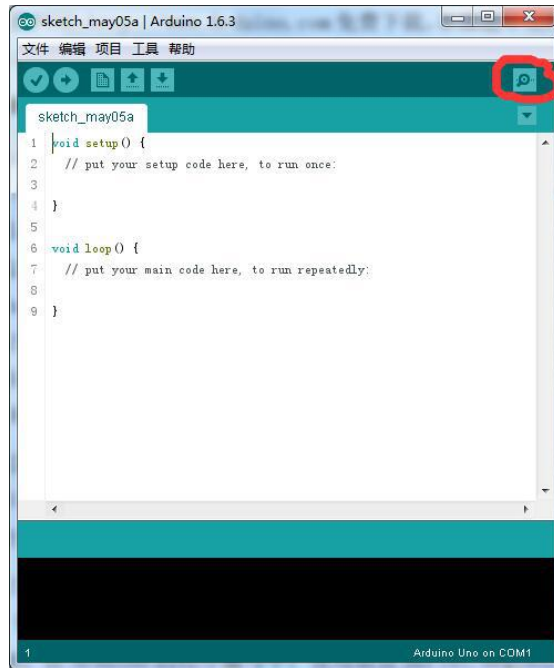 sketch_may05a | Arduino 1.6.3
文件 编辑 项目 工具 帮助
sketch_may05a
1 void setup() {
2 // put your setup code here, to run once:
3
4 }
5
6 void loop() {
7 // put your main code here, to run repeatedly:
8
9 }
1 Arduino Uno on COM1